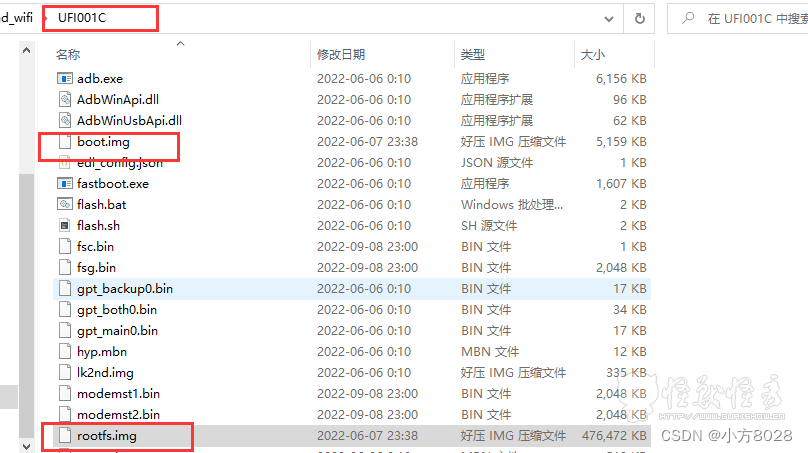 d_wifi › UFI001C 在 UFI001C 中搜索
名称 修改日期 类型 大小
adb.exe 2022-06-06 0:10 应用程序 6,156 KB
AdbWinApi.dll 2022-06-06 0:10 应用程序扩展 96 KB
AdbWinUsbApi.dll 2022-06-06 0:10 应用程序扩展 62 KB
boot.img 2022-06-07 23:38 好压 IMG 压缩文件 5,159 KB
edl_config.json 2022-06-06 0:10 JSON 源文件 1 KB
fastboot.exe 2022-06-06 0:10 应用程序 1,607 KB
flash.bat 2022-06-06 0:10 Windows 批处理... 2 KB
flash.sh 2022-06-06 0:10 SH 源文件 2 KB
fsc.bin 2022-09-08 23:00 BIN 文件 1 KB
fsg.bin 2022-09-08 23:00 BIN 文件 2,048 KB
gpt_backup0.bin 2022-06-06 0:10 BIN 文件 17 KB
gpt_both0.bin 2022-06-06 0:10 BIN 文件 34 KB
gpt_main0.bin 2022-06-06 0:10 BIN 文件 17 KB
hyp.mbn 2022-06-06 0:10 MBN 文件 12 KB
lk2nd.img 2022-06-06 0:10 好压 IMG 压缩文件 335 KB
modemst1.bin 2022-09-08 23:00 BIN 文件 2,048 KB
modemst2.bin 2022-09-08 23:00 BIN 文件 2,048 KB
rootfs.img 2022-06-07 23:38 好压 IMG 压缩文件 476,472 KB
CSDN @小方8028